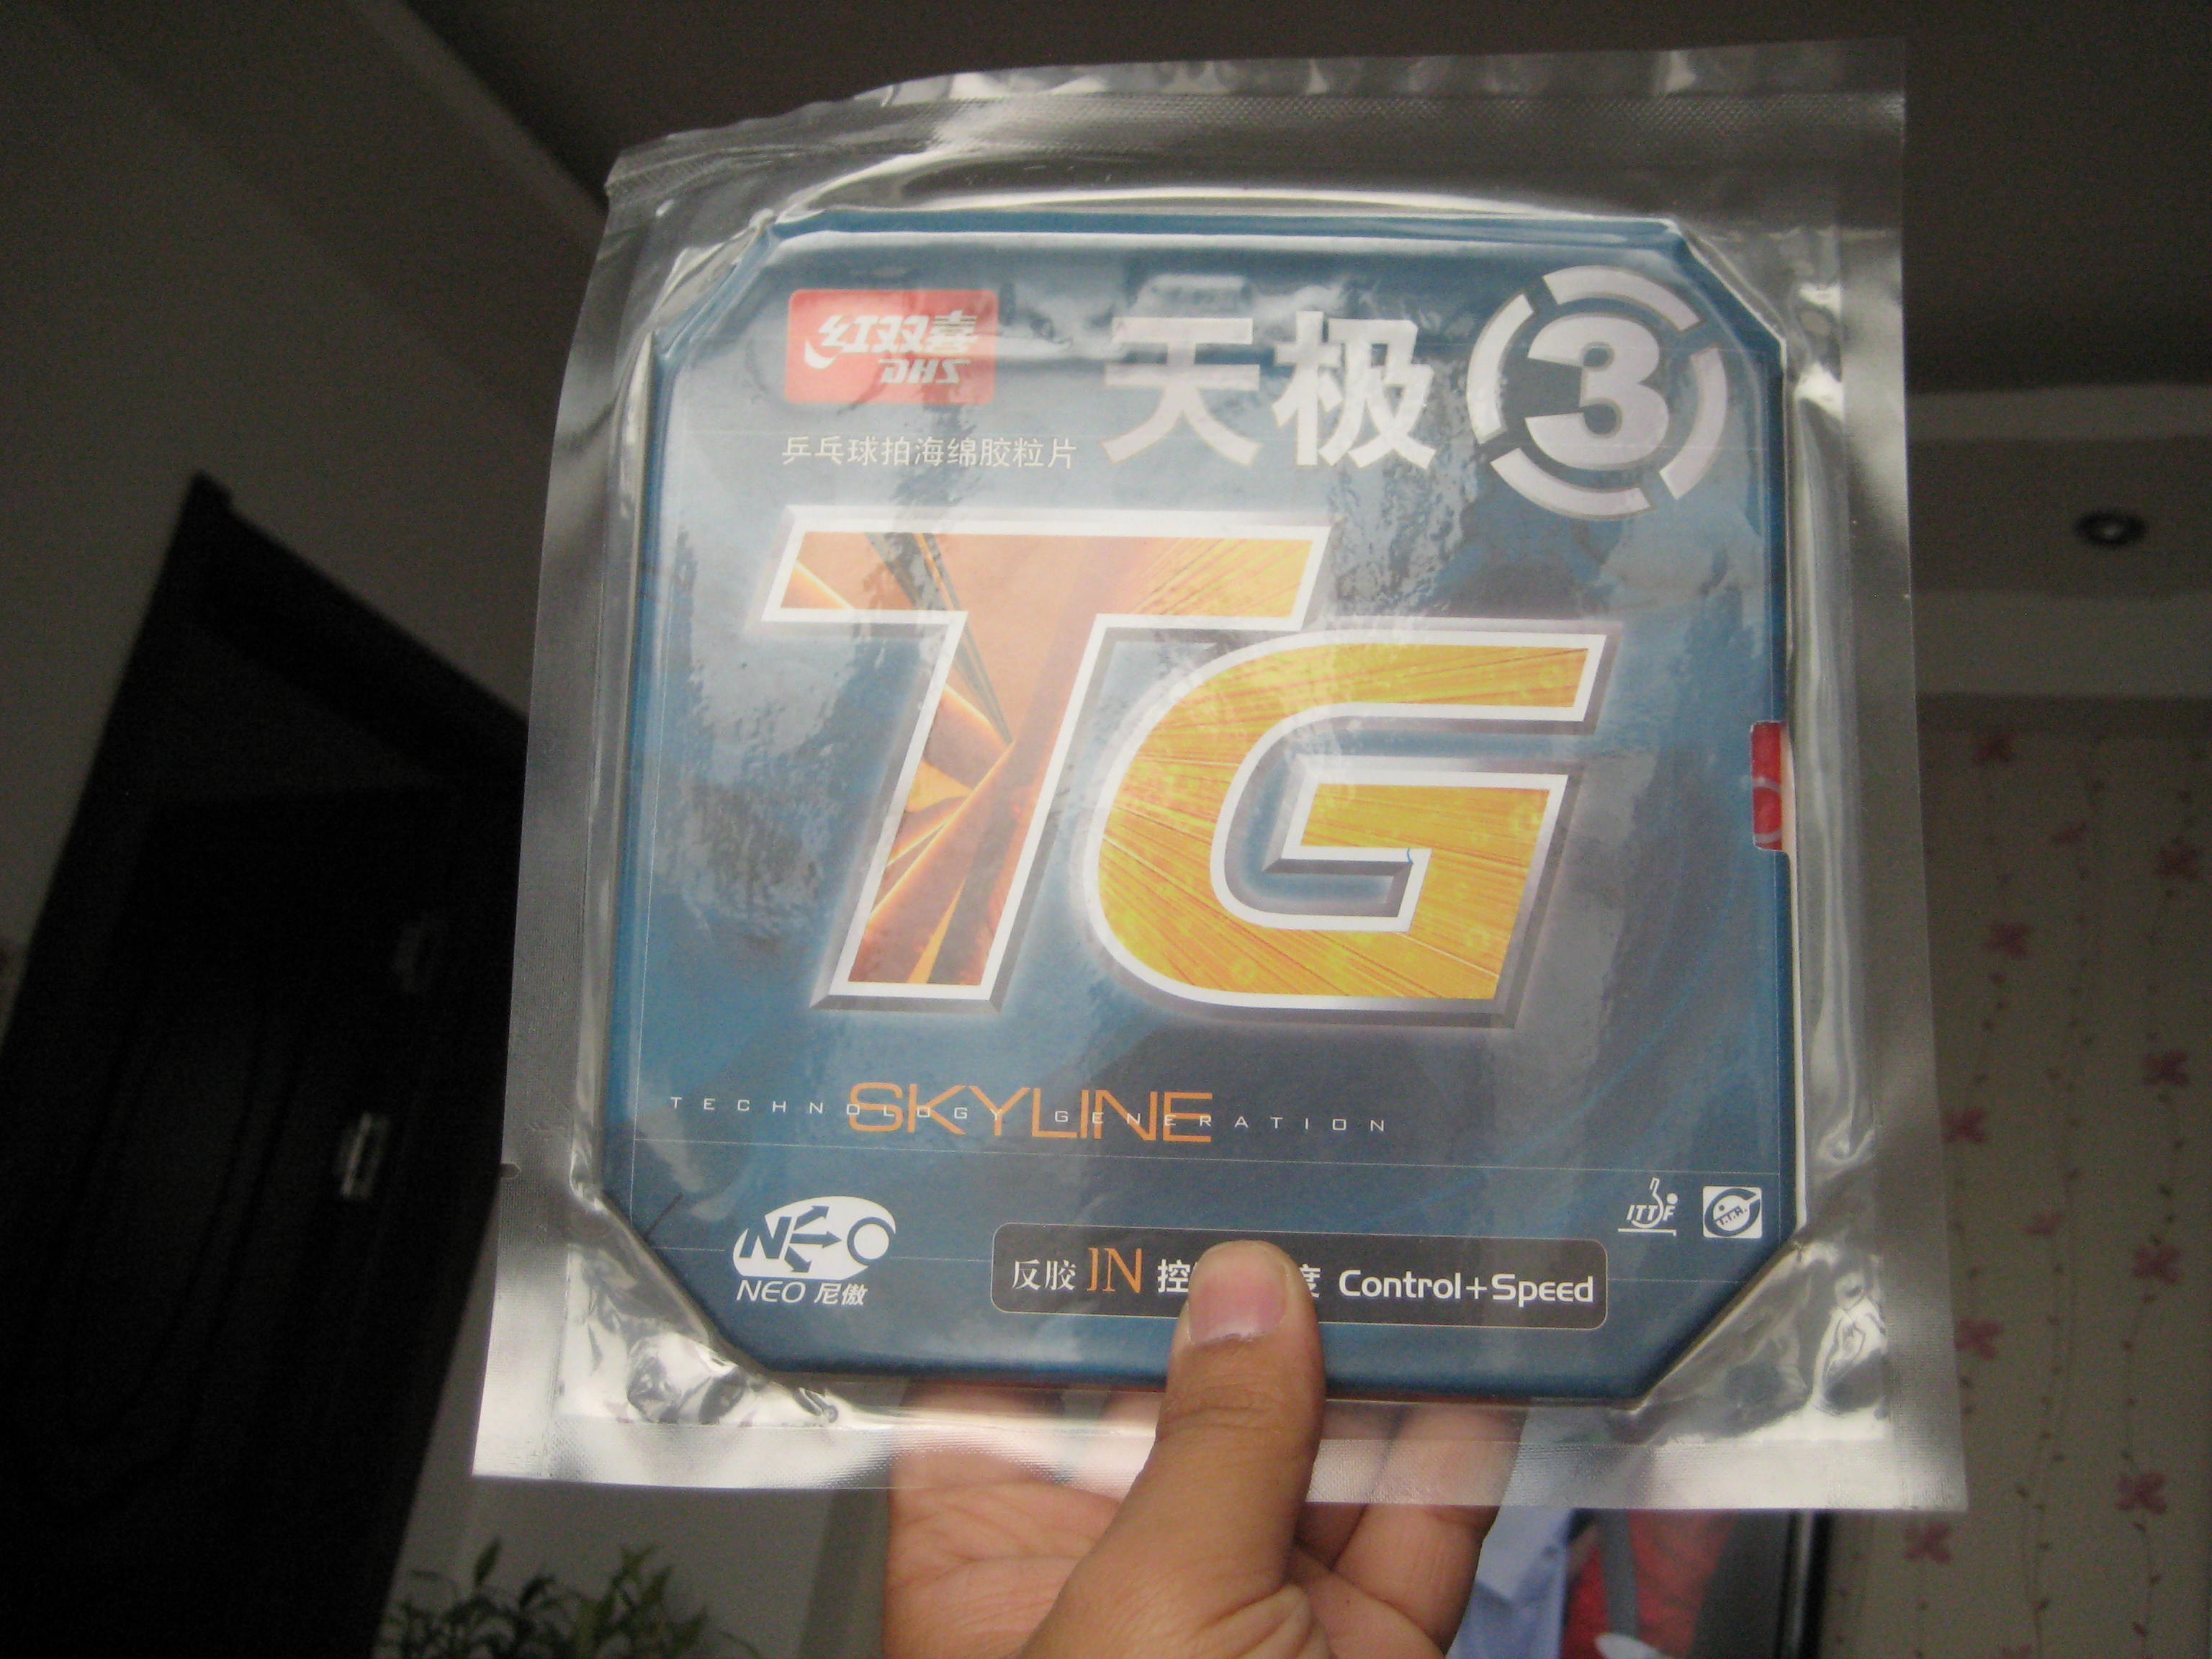 红双喜
DHS
天极 3
乒乓球拍海绵胶粒片
TG
SKYLINE
TECHNOLOGY GENERATION
NEO
NEO 尼傲
反胶 IN 控 度 Control+Speed
ITTF